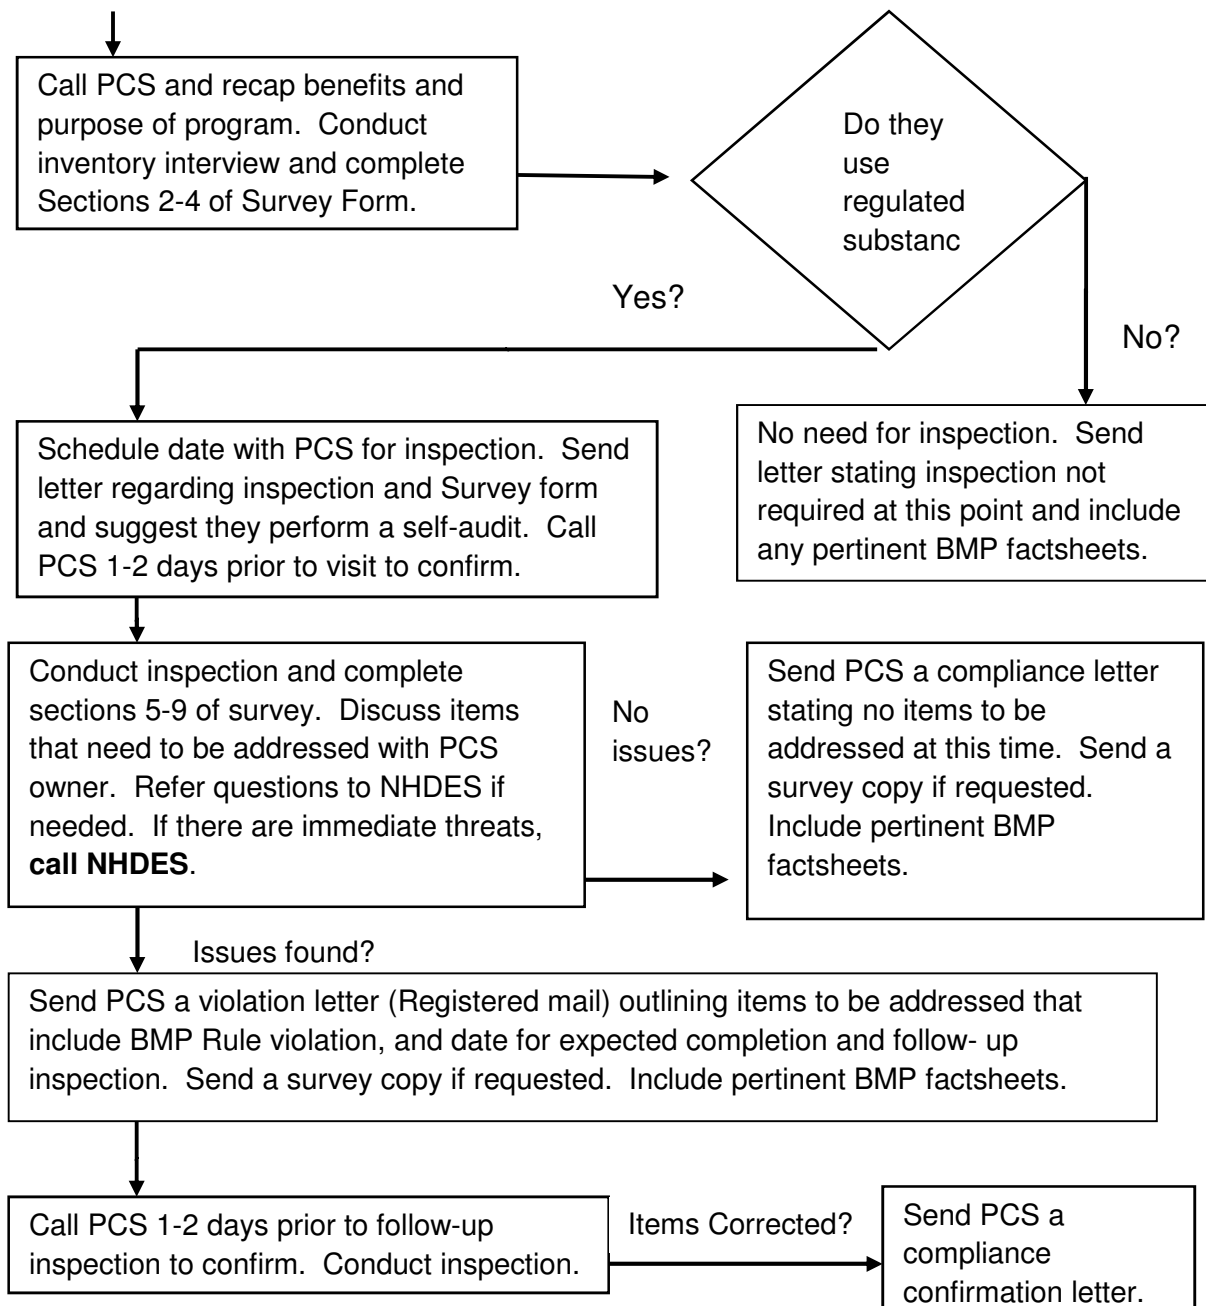 Call PCS and recap benefits and
purpose of program.  Conduct
inventory interview and complete
Sections 2-4 of Survey Form.
Do they
use
regulated
substanc
Yes?
No?
Schedule date with PCS for inspection.  Send
letter regarding inspection and Survey form
and suggest they perform a self-audit.  Call
PCS 1-2 days prior to visit to confirm.
No need for inspection.  Send
letter stating inspection not
required at this point and include
any pertinent BMP factsheets.
Conduct inspection and complete
sections 5-9 of survey.  Discuss items
that need to be addressed with PCS
owner.  Refer questions to NHDES if
needed.  If there are immediate threats,
call NHDES.
No
issues?
Send PCS a compliance letter
stating no items to be
addressed at this time.  Send a
survey copy if requested.
Include pertinent BMP
factsheets.
Issues found?
Send PCS a violation letter (Registered mail) outlining items to be addressed that
include BMP Rule violation, and date for expected completion and follow- up
inspection.  Send a survey copy if requested.  Include pertinent BMP factsheets.
Call PCS 1-2 days prior to follow-up
inspection to confirm.  Conduct inspection.
Items Corrected?
Send PCS a
compliance
confirmation letter.